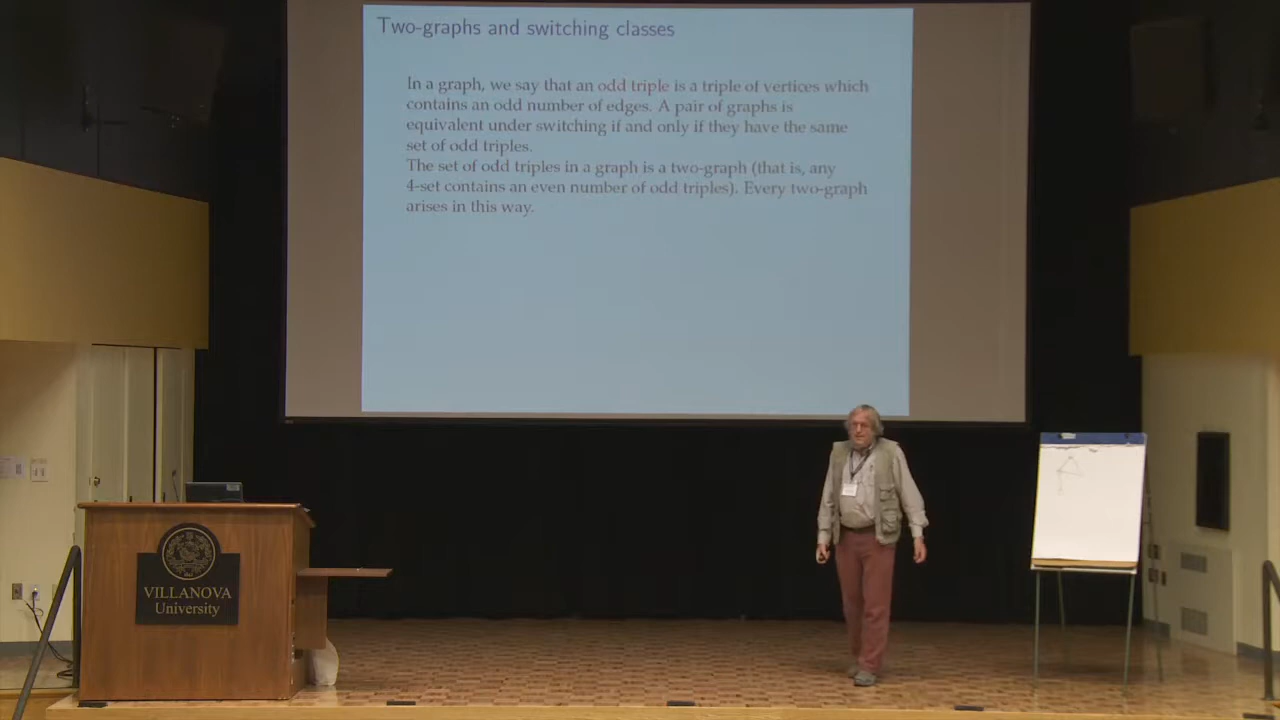 Two-graphs and switching classes
In a graph, we say that an odd triple is a triple of vertices which
contains an odd number of edges. A pair of graphs is
equivalent under switching if and only if they have the same
set of odd triples.
The set of odd triples in a graph is a two-graph (that is, any
4-set contains an even number of odd triples). Every two-graph
arises in this way.
VILLANOVA
University